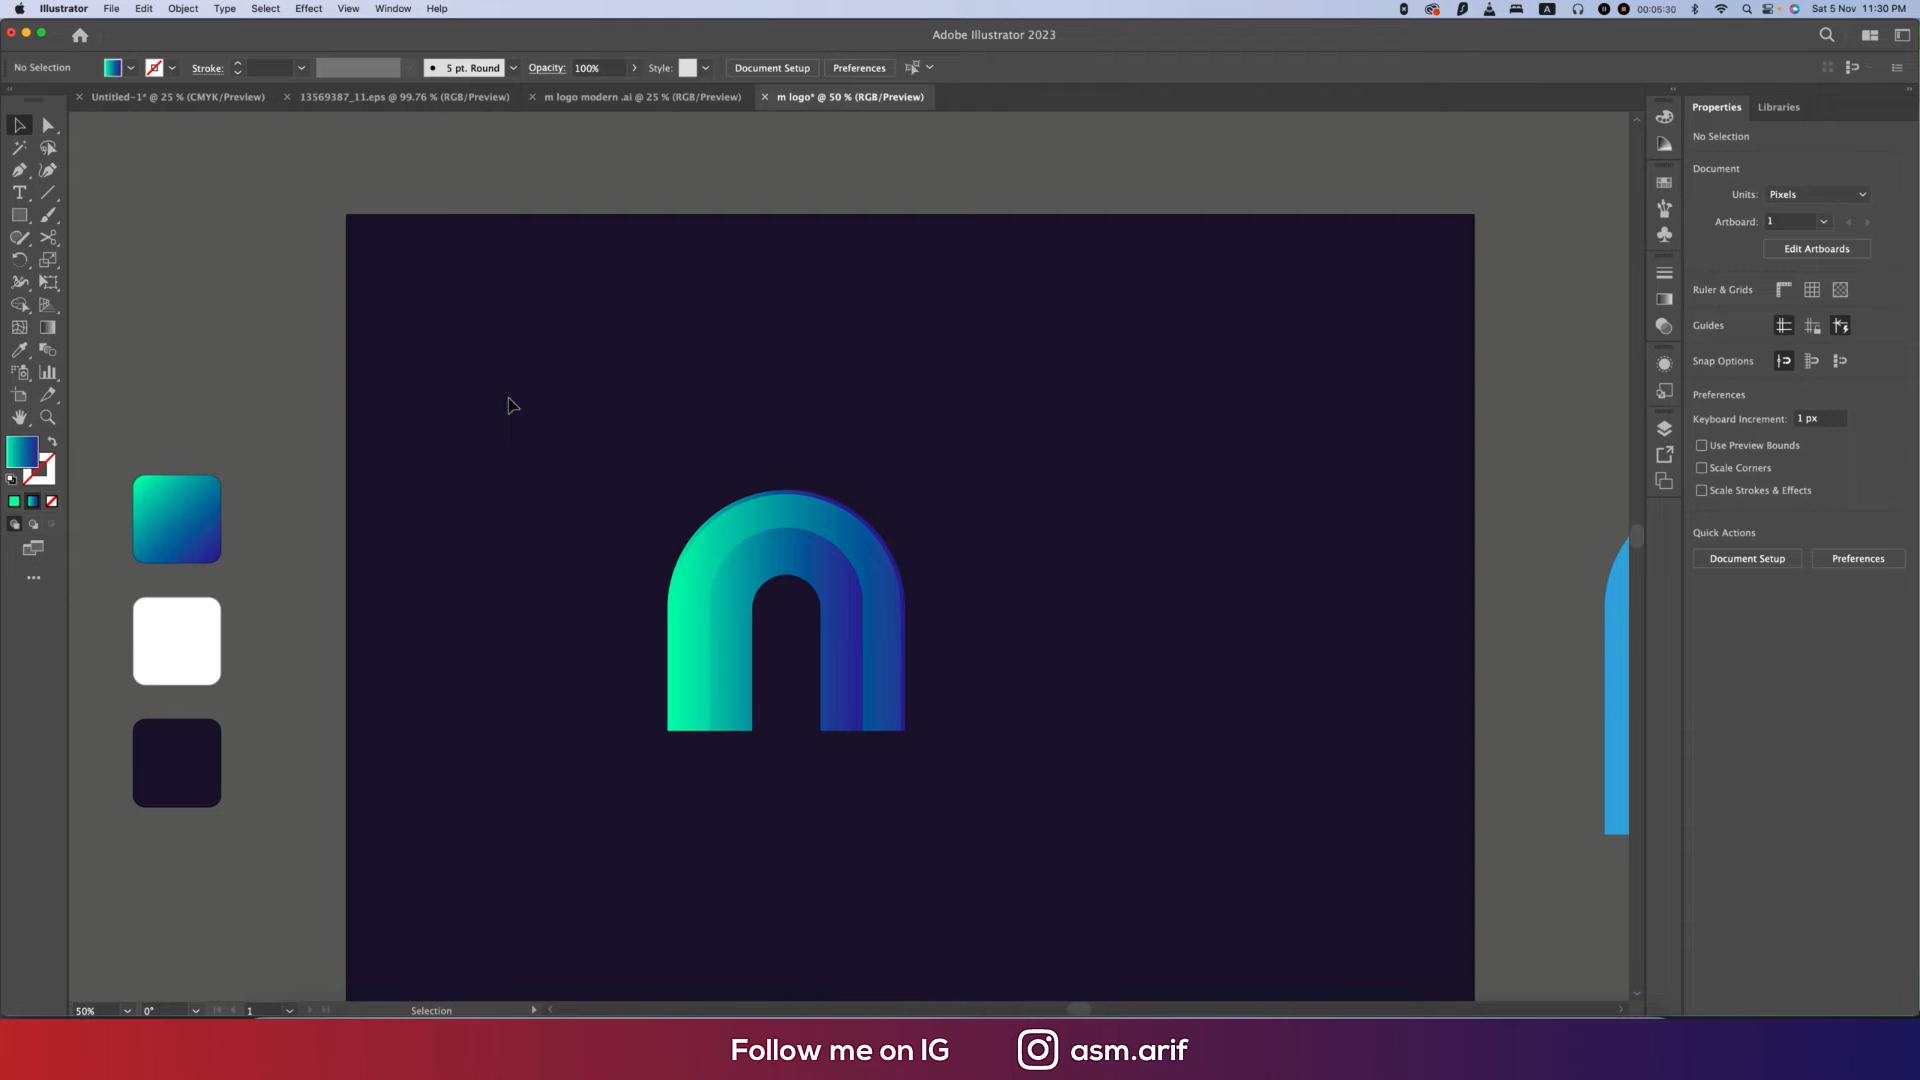 Illustrator File Edit Object Type Select Effect View Window Help
A
00:05:30
Sat 5 Nov 11:30 PM
Adobe Illustrator 2023
No Selection
Stroke:
5 pt. Round
Opacity: 100%
Style:
Document Setup
Preferences
Untitled-1* @ 25 % (CMYK/Preview)
13569387_11.eps @ 99.76 % (RGB/Preview)
m logo modern .ai @ 25 % (RGB/Preview)
m logo* @ 50 % (RGB/Preview)
Properties
Libraries
No Selection
Document
Units: Pixels
Artboard: 1
Edit Artboards
Ruler & Grids
Guides
Snap Options
Preferences
Keyboard Increment: 1 px
Use Preview Bounds
Scale Corners
Scale Strokes & Effects
Quick Actions
Document Setup
Preferences
50%
0°
1
Selection
Follow me on IG
asm.arif